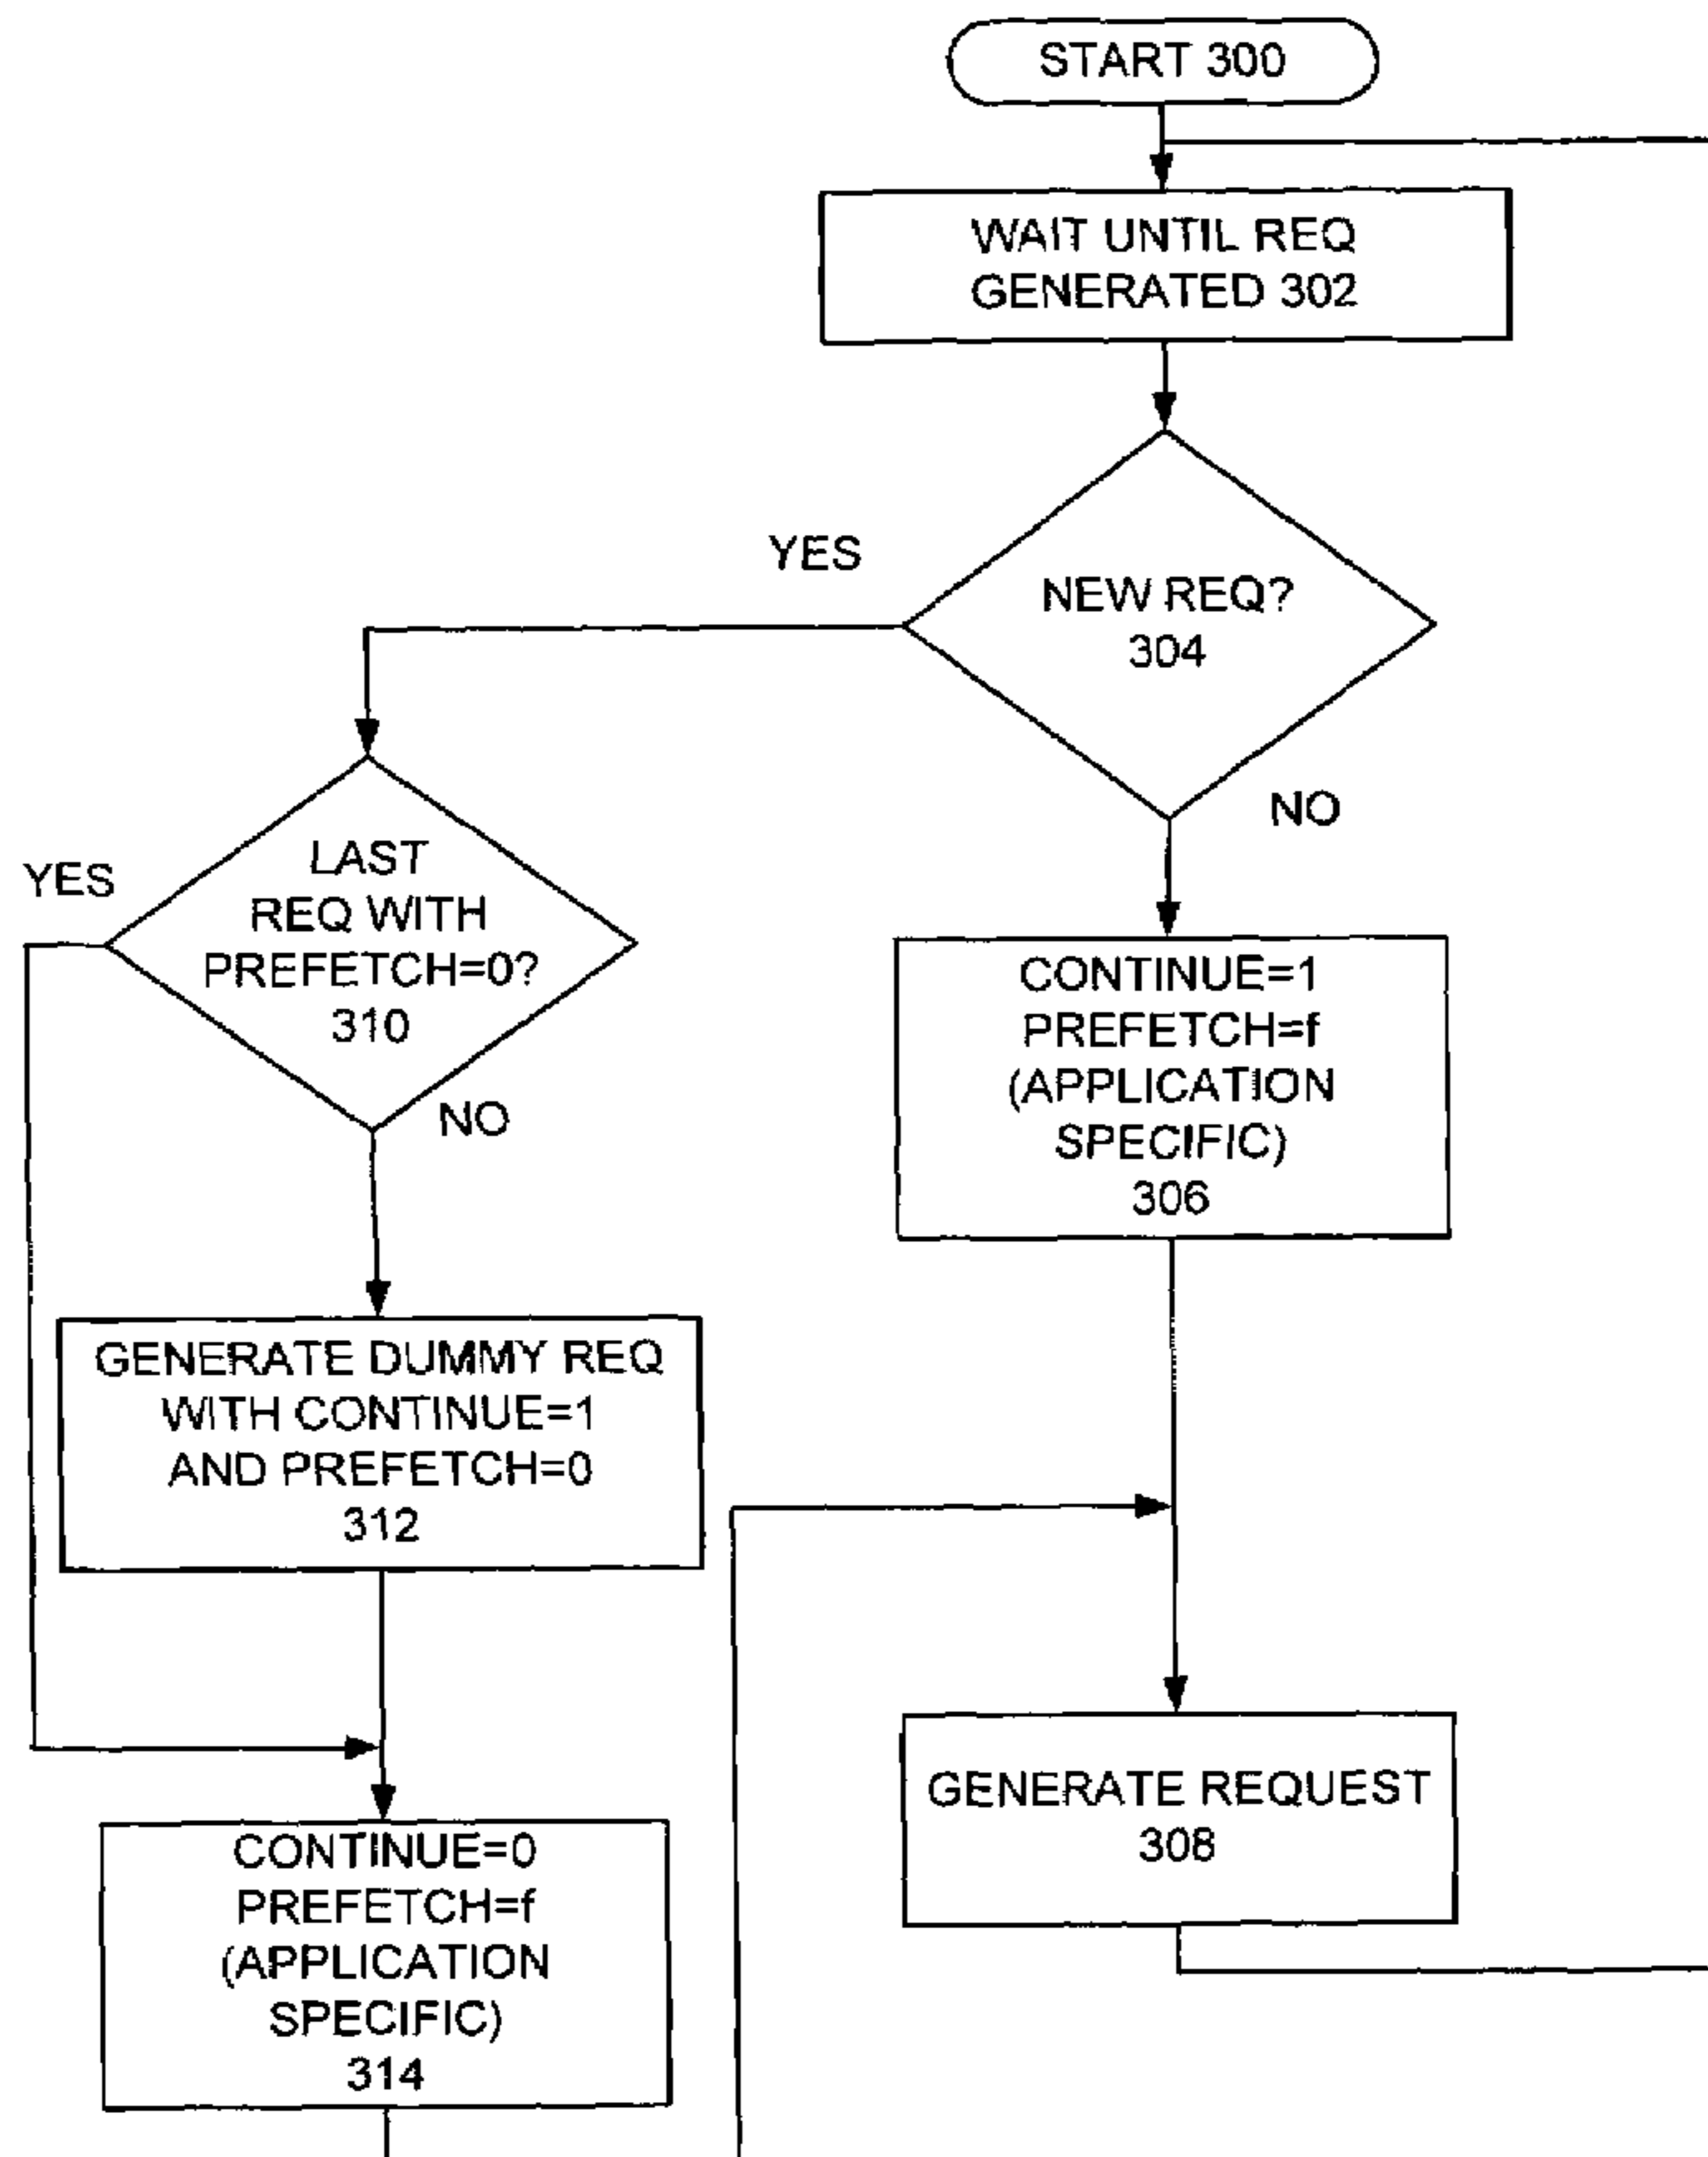 START 300
WAIT UNTIL REQ
GENERATED 302
YES
NEW REQ?
304
NO
YES
LAST
REQ WITH
PREFETCH=0?
310
NO
CONTINUE=1
PREFETCH=f
(APPLICATION
SPECIFIC)
306
GENERATE DUMMY REQ
WITH CONTINUE=1
AND PREFETCH=0
312
GENERATE REQUEST
308
CONTINUE=0
PREFETCH=f
(APPLICATION
SPECIFIC)
314